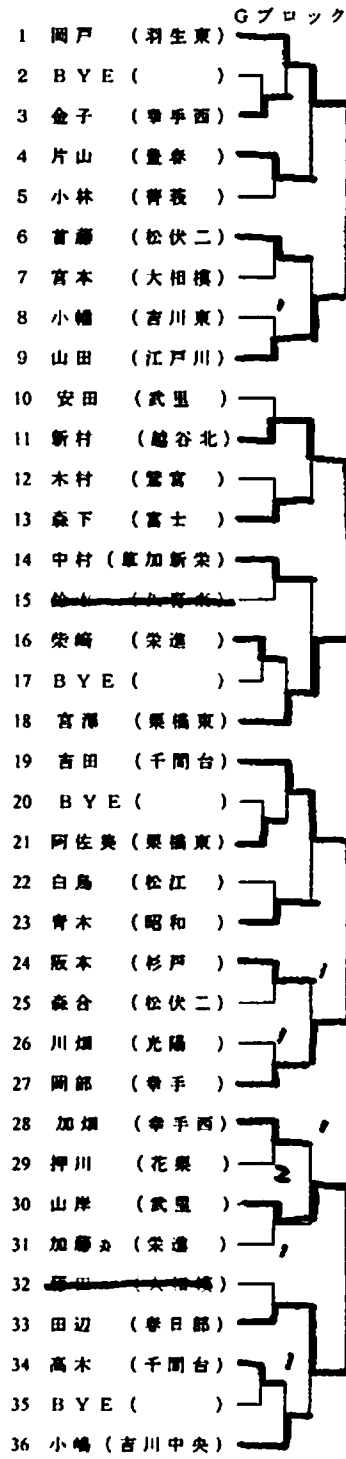 Gブロック
1 岡戸 (羽生東)
2 BYE ( )
3 金子 (幸手西)
4 片山 (豊春)
5 小林 (菁莪)
6 首藤 (松伏二)
7 宮本 (大相模)
8 小幡 (吉川東) 1
9 山田 (江戸川)
10 安田 (武里)
11 新村 (越谷北)
12 木村 (鷲宮)
13 森下 (富士)
14 中村 (草加新栄)
15
16 柴崎 (栄進)
17 BYE ( )
18 宮澤 (栗橋東)
19 吉田 (千間台)
20 BYE ( )
21 阿佐美 (栗橋東)
22 白鳥 (松江)
23 青木 (昭和)
24 阪本 (杉戸) 1
25 森合 (松伏二)
26 川畑 (光陽) 1
27 岡部 (幸手)
28 加畑 (幸手西) 1
29 押川 (花栗) 2
30 山岸 (武里)
31 加藤 (栄進) 1
32
33 田辺 (春日部)
34 高木 (千間台) 1
35 BYE ( )
36 小嶋 (吉川中央)